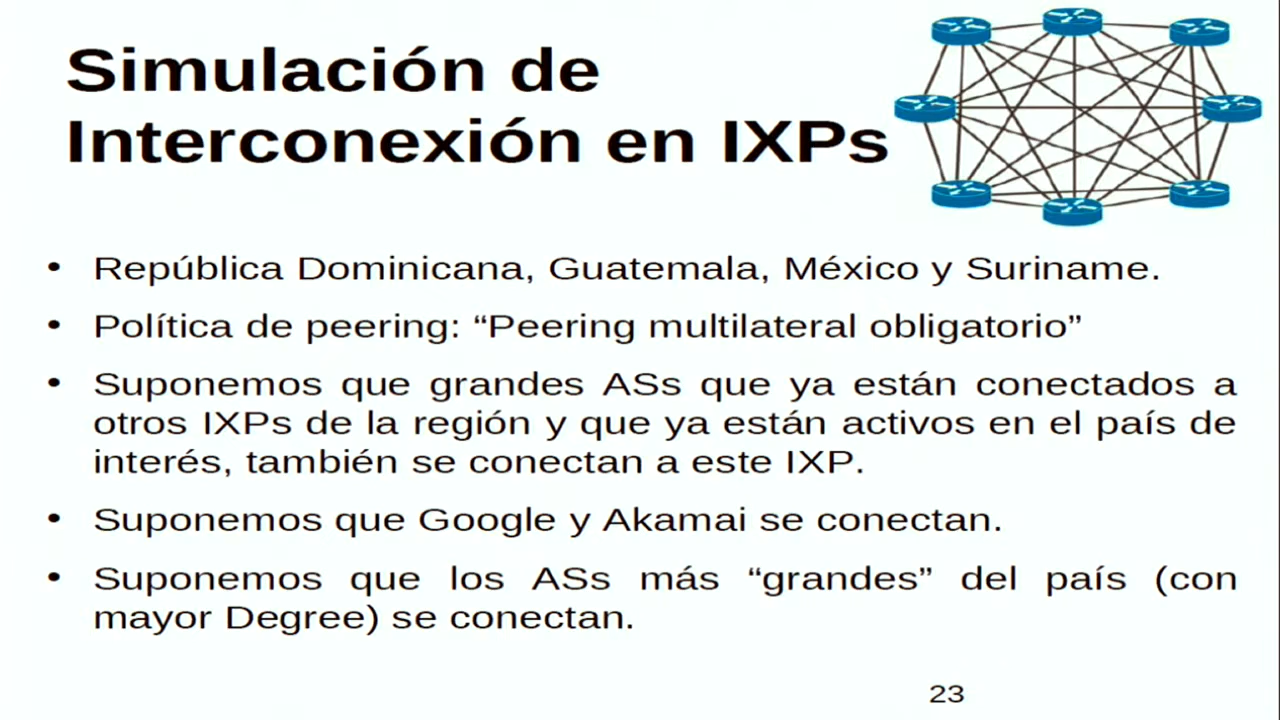 Simulación de
Interconexión en IXPs
• República Dominicana, Guatemala, México y Suriname.
• Política de peering: “Peering multilateral obligatorio”
• Suponemos que grandes ASs que ya están conectados a
otros IXPs de la región y que ya están activos en el país de
interés, también se conectan a este IXP.
• Suponemos que Google y Akamai se conectan.
• Suponemos que los ASs más “grandes” del país (con
mayor Degree) se conectan.
23